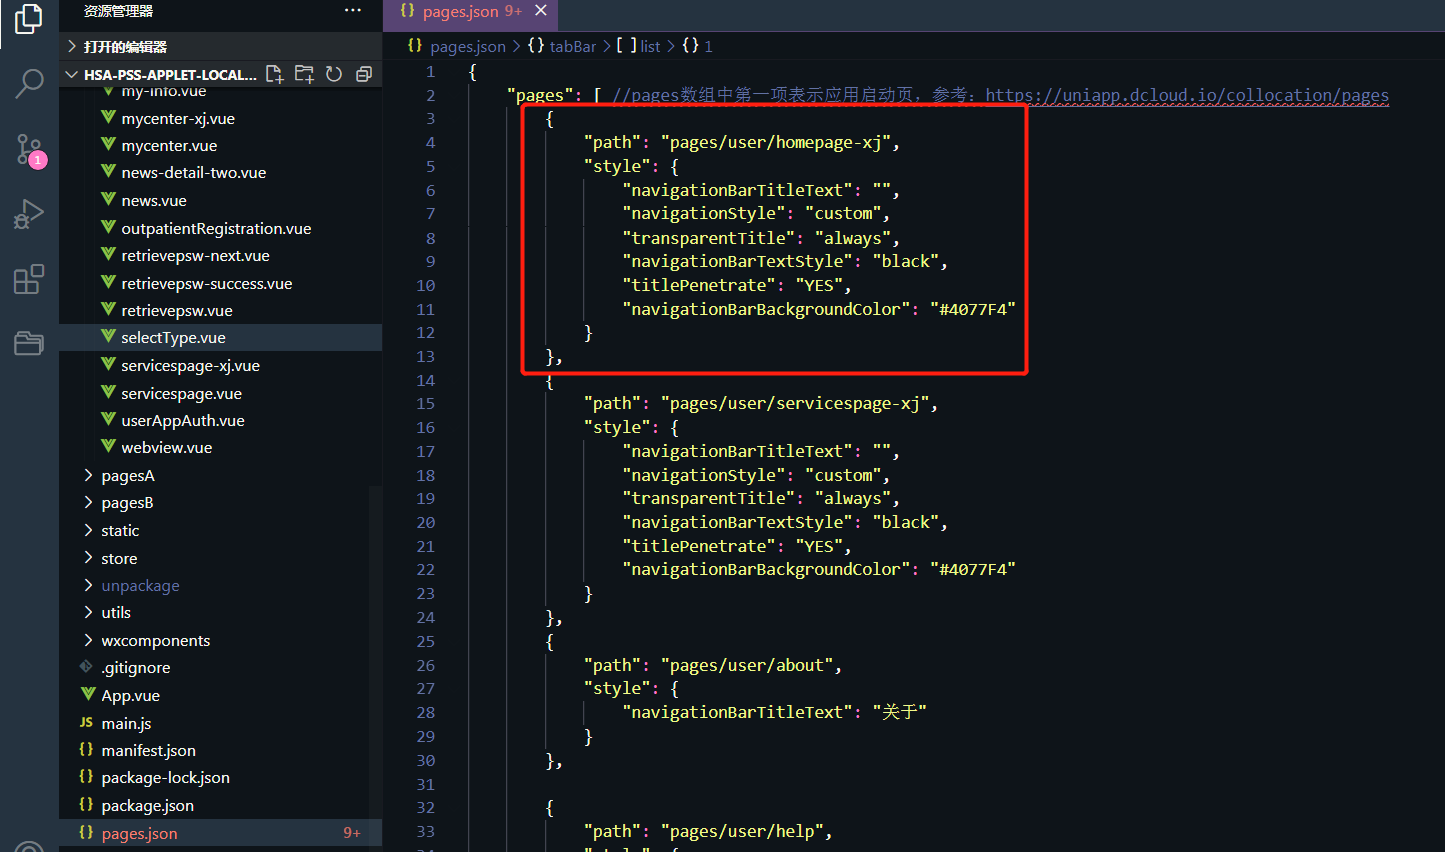 资源管理器 ···
打开的编辑器
HSA-PSS-APPLET-LOCAL...
my-info.vue
mycenter-xj.vue
mycenter.vue
news-detail-two.vue
news.vue
outpatientRegistration.vue
retrievepsw-next.vue
retrievepsw-success.vue
retrievepsw.vue
selectType.vue
servicespage-xj.vue
servicespage.vue
userAppAuth.vue
webview.vue
pagesA
pagesB
static
store
unpackage
utils
wxcomponents
.gitignore
App.vue
JS main.js
{} manifest.json
{} package-lock.json
{} package.json
{} pages.json 9+
1
{} pages.json 9+ ×
{} pages.json > {} tabBar > [ ] list > {} 1
1 {
2 "pages": [ //pages数组中第一项表示应用启动页，参考：https://uniapp.dcloud.io/collocation/pages
3 {
4 "path": "pages/user/homepage-xj",
5 "style": {
6 "navigationBarTitleText": "",
7 "navigationStyle": "custom",
8 "transparentTitle": "always",
9 "navigationBarTextStyle": "black",
10 "titlePenetrate": "YES",
11 "navigationBarBackgroundColor": "#4077F4"
12 }
13 },
14 {
15 "path": "pages/user/servicespage-xj",
16 "style": {
17 "navigationBarTitleText": "",
18 "navigationStyle": "custom",
19 "transparentTitle": "always",
20 "navigationBarTextStyle": "black",
21 "titlePenetrate": "YES",
22 "navigationBarBackgroundColor": "#4077F4"
23 }
24 },
25 {
26 "path": "pages/user/about",
27 "style": {
28 "navigationBarTitleText": "关于"
29 }
30 },
31
32 {
33 "path": "pages/user/help",